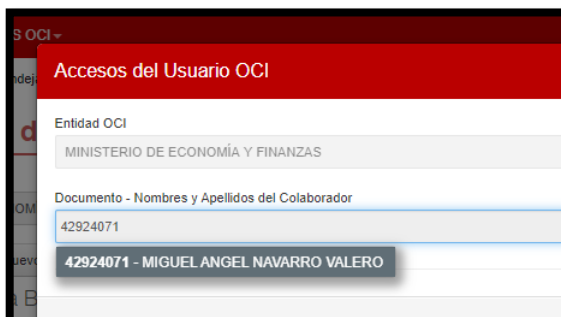 S OCI
Accesos del Usuario OCI
Entidad OCI
MINISTERIO DE ECONOMÍA Y FINANZAS
Documento - Nombres y Apellidos del Colaborador
42924071
42924071 - MIGUEL ANGEL NAVARRO VALERO